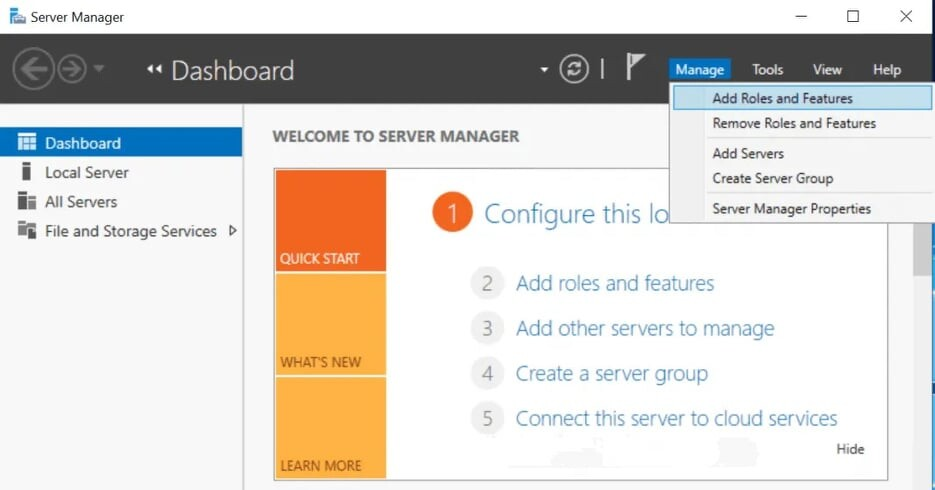 Server Manager
Dashboard
Manage Tools View Help
Add Roles and Features
Remove Roles and Features
Add Servers
Create Server Group
Server Manager Properties
Dashboard
Local Server
All Servers
File and Storage Services
WELCOME TO SERVER MANAGER
QUICK START
WHAT'S NEW
LEARN MORE
1 Configure this lo
2 Add roles and features
3 Add other servers to manage
4 Create a server group
5 Connect this server to cloud services
Hide